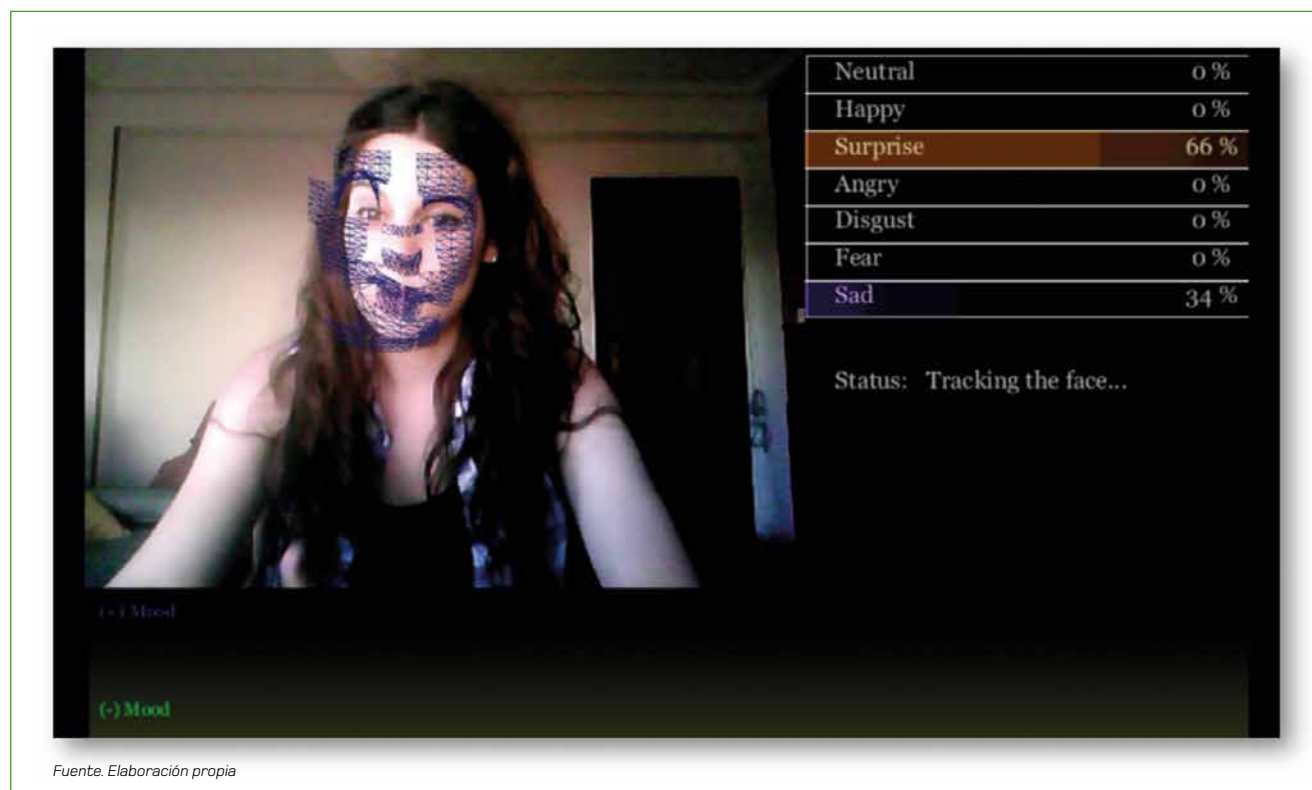 Neutral 0 %
Happy 0 %
Surprise 66 %
Angry 0 %
Disgust 0 %
Fear 0 %
Sad 34 %
Status: Tracking the face...
(+) Mood
(-) Mood
Fuente. Elaboración propia